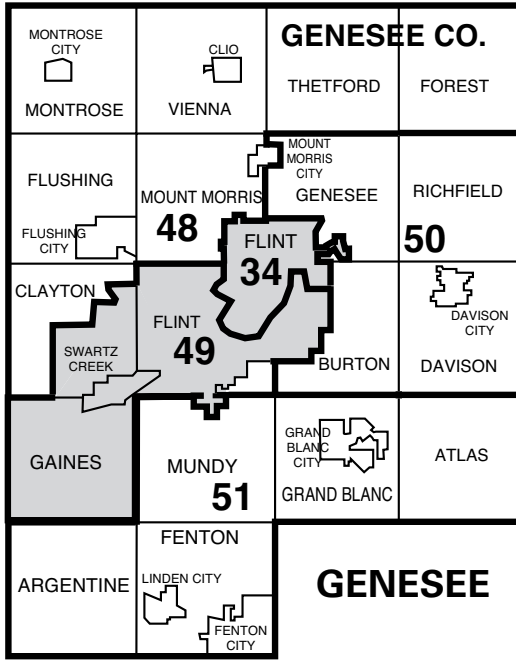 MONTROSE
CITY
CLIO
GENESEE CO.
MONTROSE
VIENNA
THETFORD
FOREST
FLUSHING
MOUNT
MORRIS
CITY
MOUNT MORRIS
GENESEE
RICHFIELD
FLUSHING
CITY
48
FLINT
34
50
CLAYTON
FLINT
49
SWARTZ
CREEK
DAVISON
CITY
BURTON
DAVISON
GAINES
MUNDY
51
GRAND
BLANC
CITY
GRAND BLANC
ATLAS
FENTON
ARGENTINE
LINDEN CITY
FENTON
CITY
GENESEE